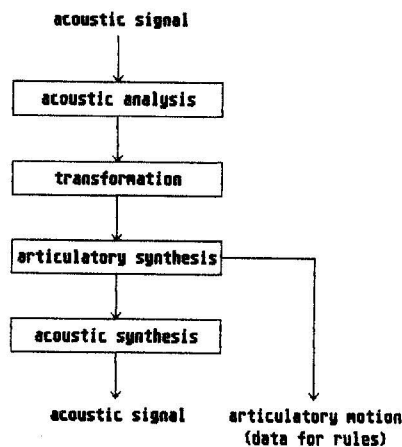 acoustic signal
acoustic analysis
transformation
articulatory synthesis
acoustic synthesis
acoustic signal
articulatory motion
(data for rules)